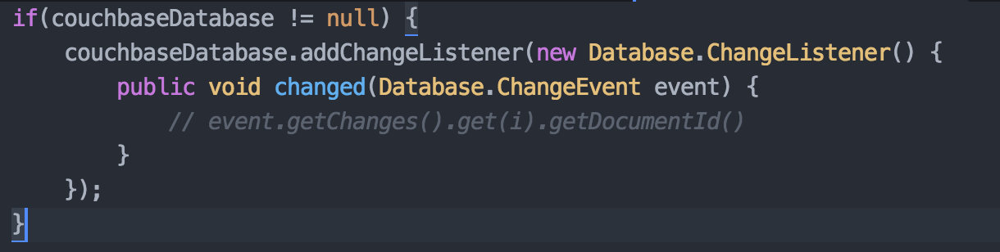 if(couchbaseDatabase != null) {
    couchbaseDatabase.addChangeListener(new Database.ChangeListener() {
        public void changed(Database.ChangeEvent event) {
            // event.getChanges().get(i).getDocumentId()
        }
    });
}